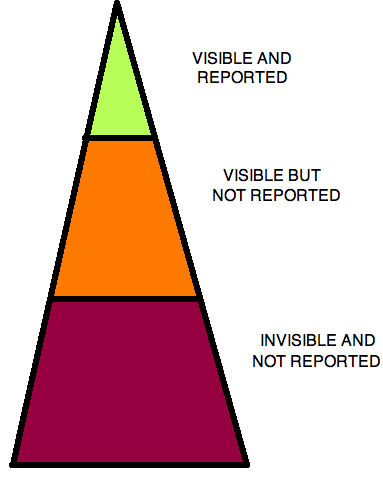 VISIBLE AND
REPORTED
VISIBLE BUT
NOT REPORTED
INVISIBLE AND
NOT REPORTED